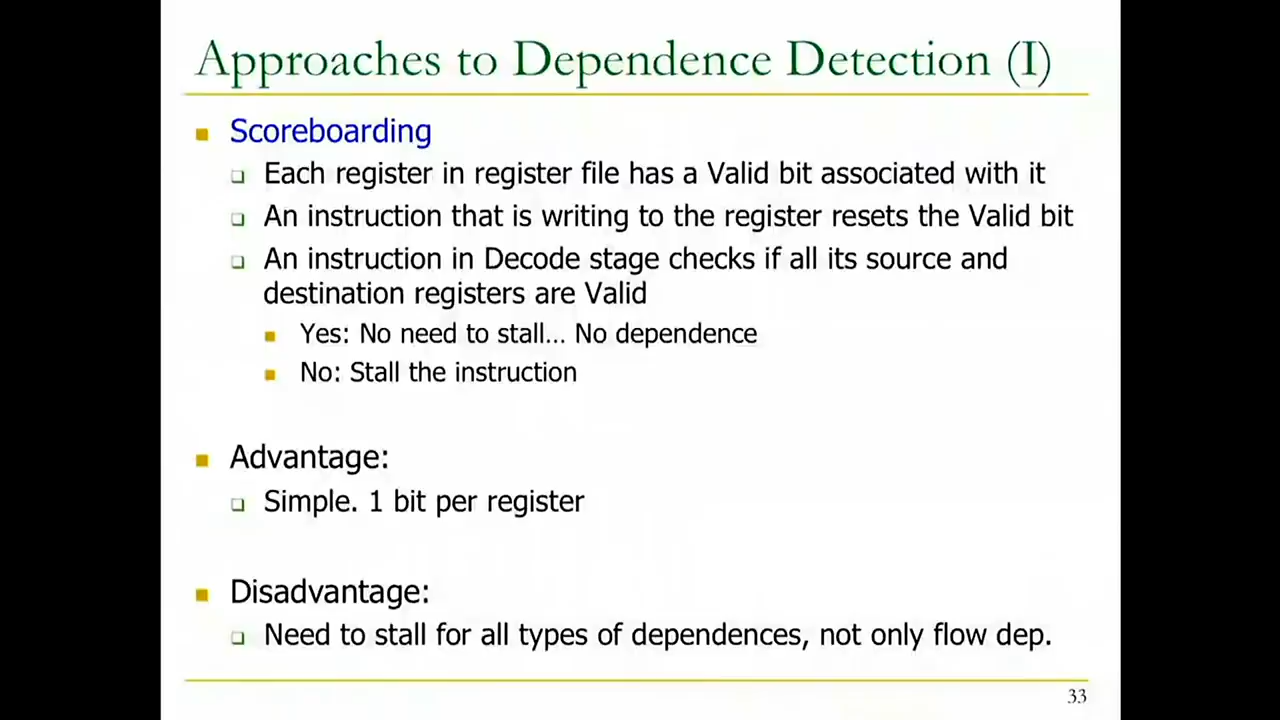 Approaches to Dependence Detection (I)
Scoreboarding
Each register in register file has a Valid bit associated with it
An instruction that is writing to the register resets the Valid bit
An instruction in Decode stage checks if all its source and
destination registers are Valid
Yes: No need to stall... No dependence
No: Stall the instruction
Advantage:
Simple. 1 bit per register
Disadvantage:
Need to stall for all types of dependences, not only flow dep.
33